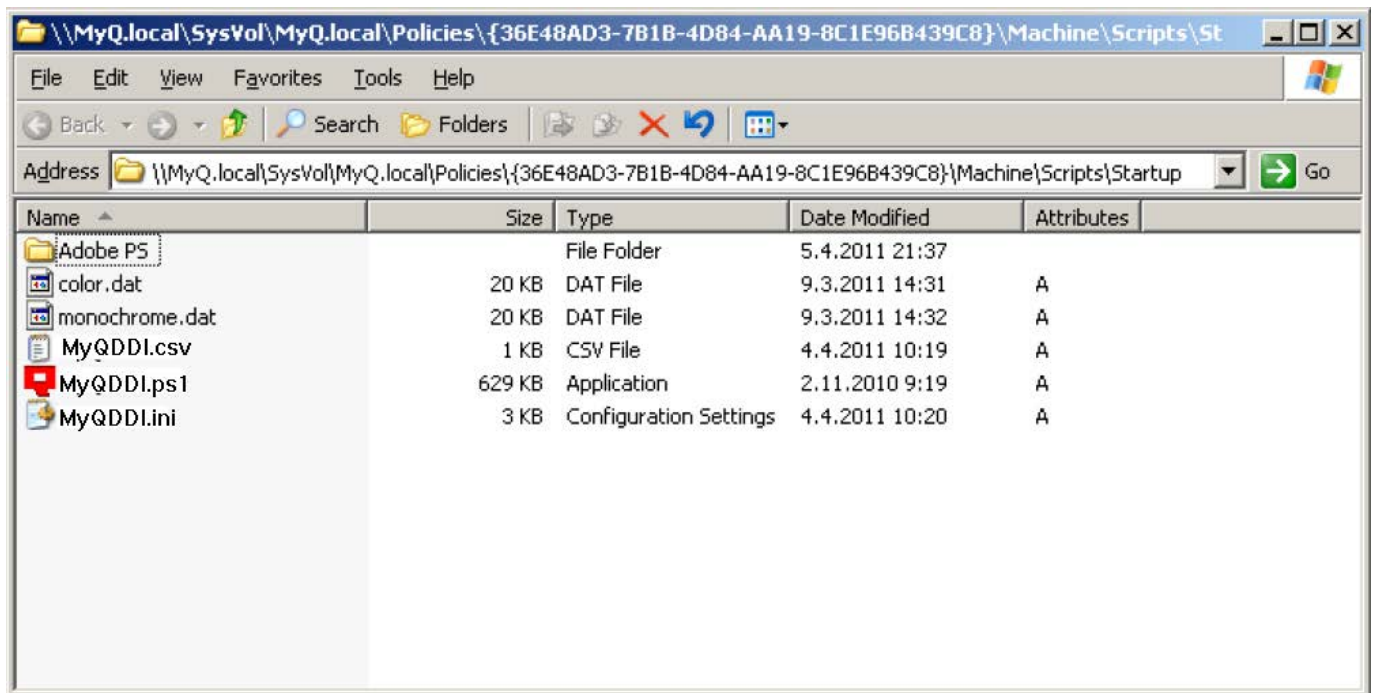 \\MyQ.local\SysVol\MyQ.local\Policies\{36E48AD3-7B1B-4D84-AA19-8C1E96B439C8}\Machine\Scripts\St
File Edit View Favorites Tools Help
Back Search Folders
Address \\MyQ.local\SysVol\MyQ.local\Policies\{36E48AD3-7B1B-4D84-AA19-8C1E96B439C8}\Machine\Scripts\Startup Go
Name Size Type Date Modified Attributes
Adobe PS File Folder 5.4.2011 21:37
color.dat 20 KB DAT File 9.3.2011 14:31 A
monochrome.dat 20 KB DAT File 9.3.2011 14:32 A
MyQDDI.csv 1 KB CSV File 4.4.2011 10:19 A
MyQDDI.ps1 629 KB Application 2.11.2010 9:19 A
MyQDDI.ini 3 KB Configuration Settings 4.4.2011 10:20 A